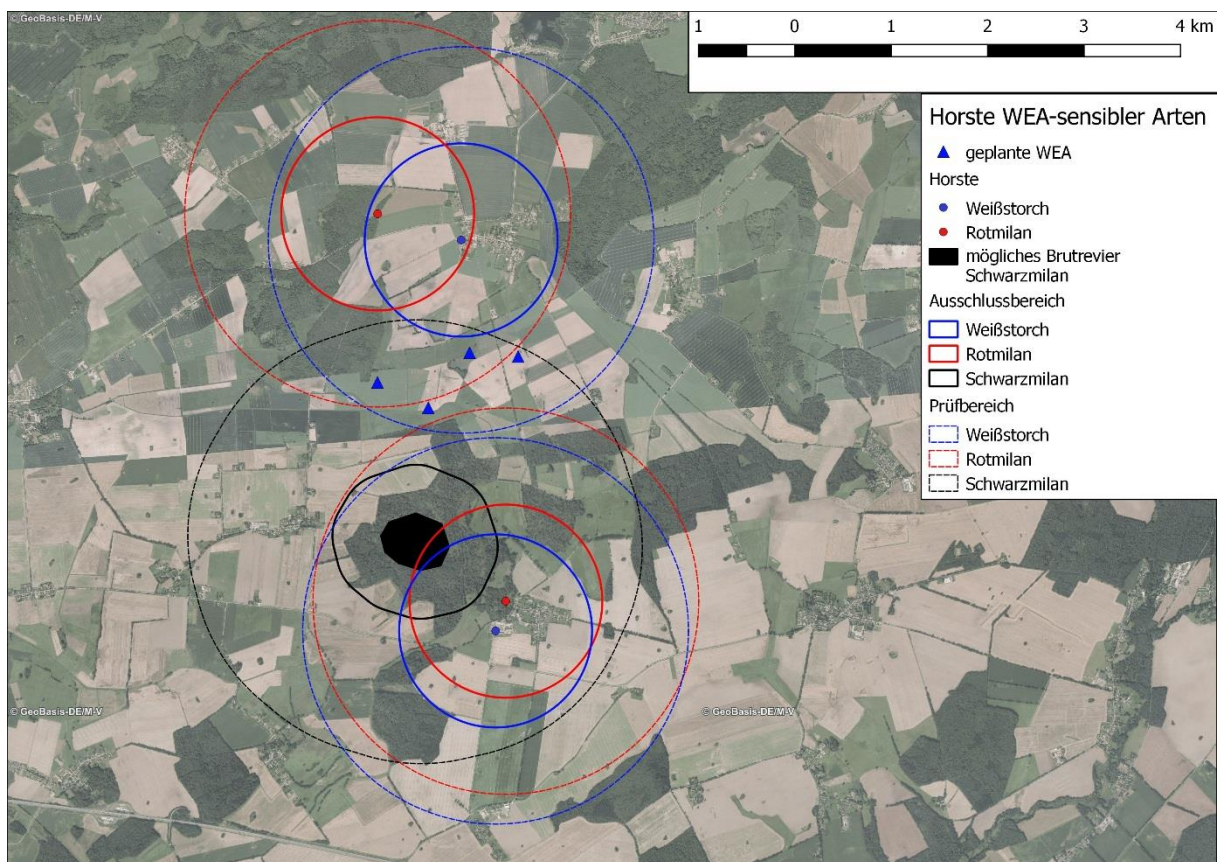 © GeoBasis-DE/M-V
1 0 1 2 3 4 km
Horste WEA-sensibler Arten
geplante WEA
Horste
Weißstorch
Rotmilan
mögliches Brutrevier
Schwarzmilan
Ausschlussbereich
Weißstorch
Rotmilan
Schwarzmilan
Prüfbereich
Weißstorch
Rotmilan
Schwarzmilan
© GeoBasis-DE/M-V
© GeoBasis-DE/M-V